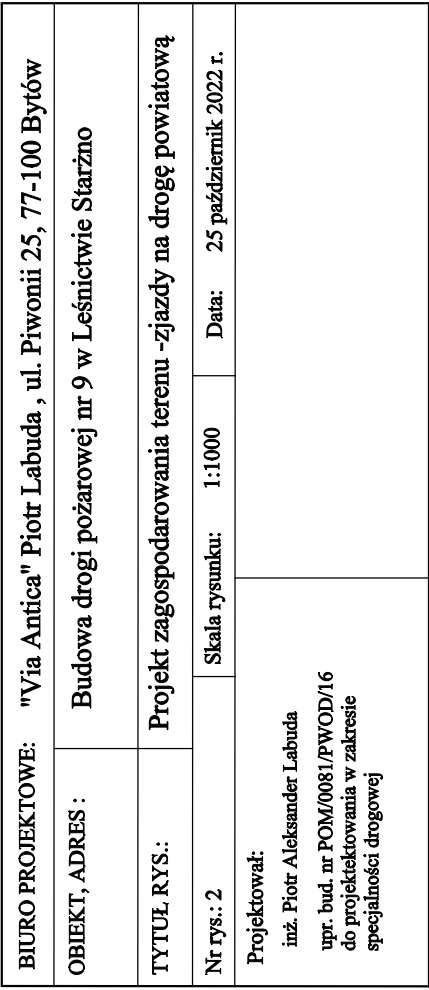 BIURO PROJEKTOWE: "Via Antica" Piotr Labuda , ul. Piwonii 25, 77-100 Bytów
OBIEKT, ADRES : Budowa drogi pożarowej nr 9 w Leśnictwie Starżno
TYTUŁ RYS.: Projekt zagospodarowania terenu -zjazdy na drogę powiatową
Nr rys.: 2 Skala rysunku: 1:1000 Data: 25 październik 2022 r.
Projektował:
inż. Piotr Aleksander Labuda
upr. bud. nr POM/0081/PWOD/16
do projektektowania w zakresie
specjalności drogowej